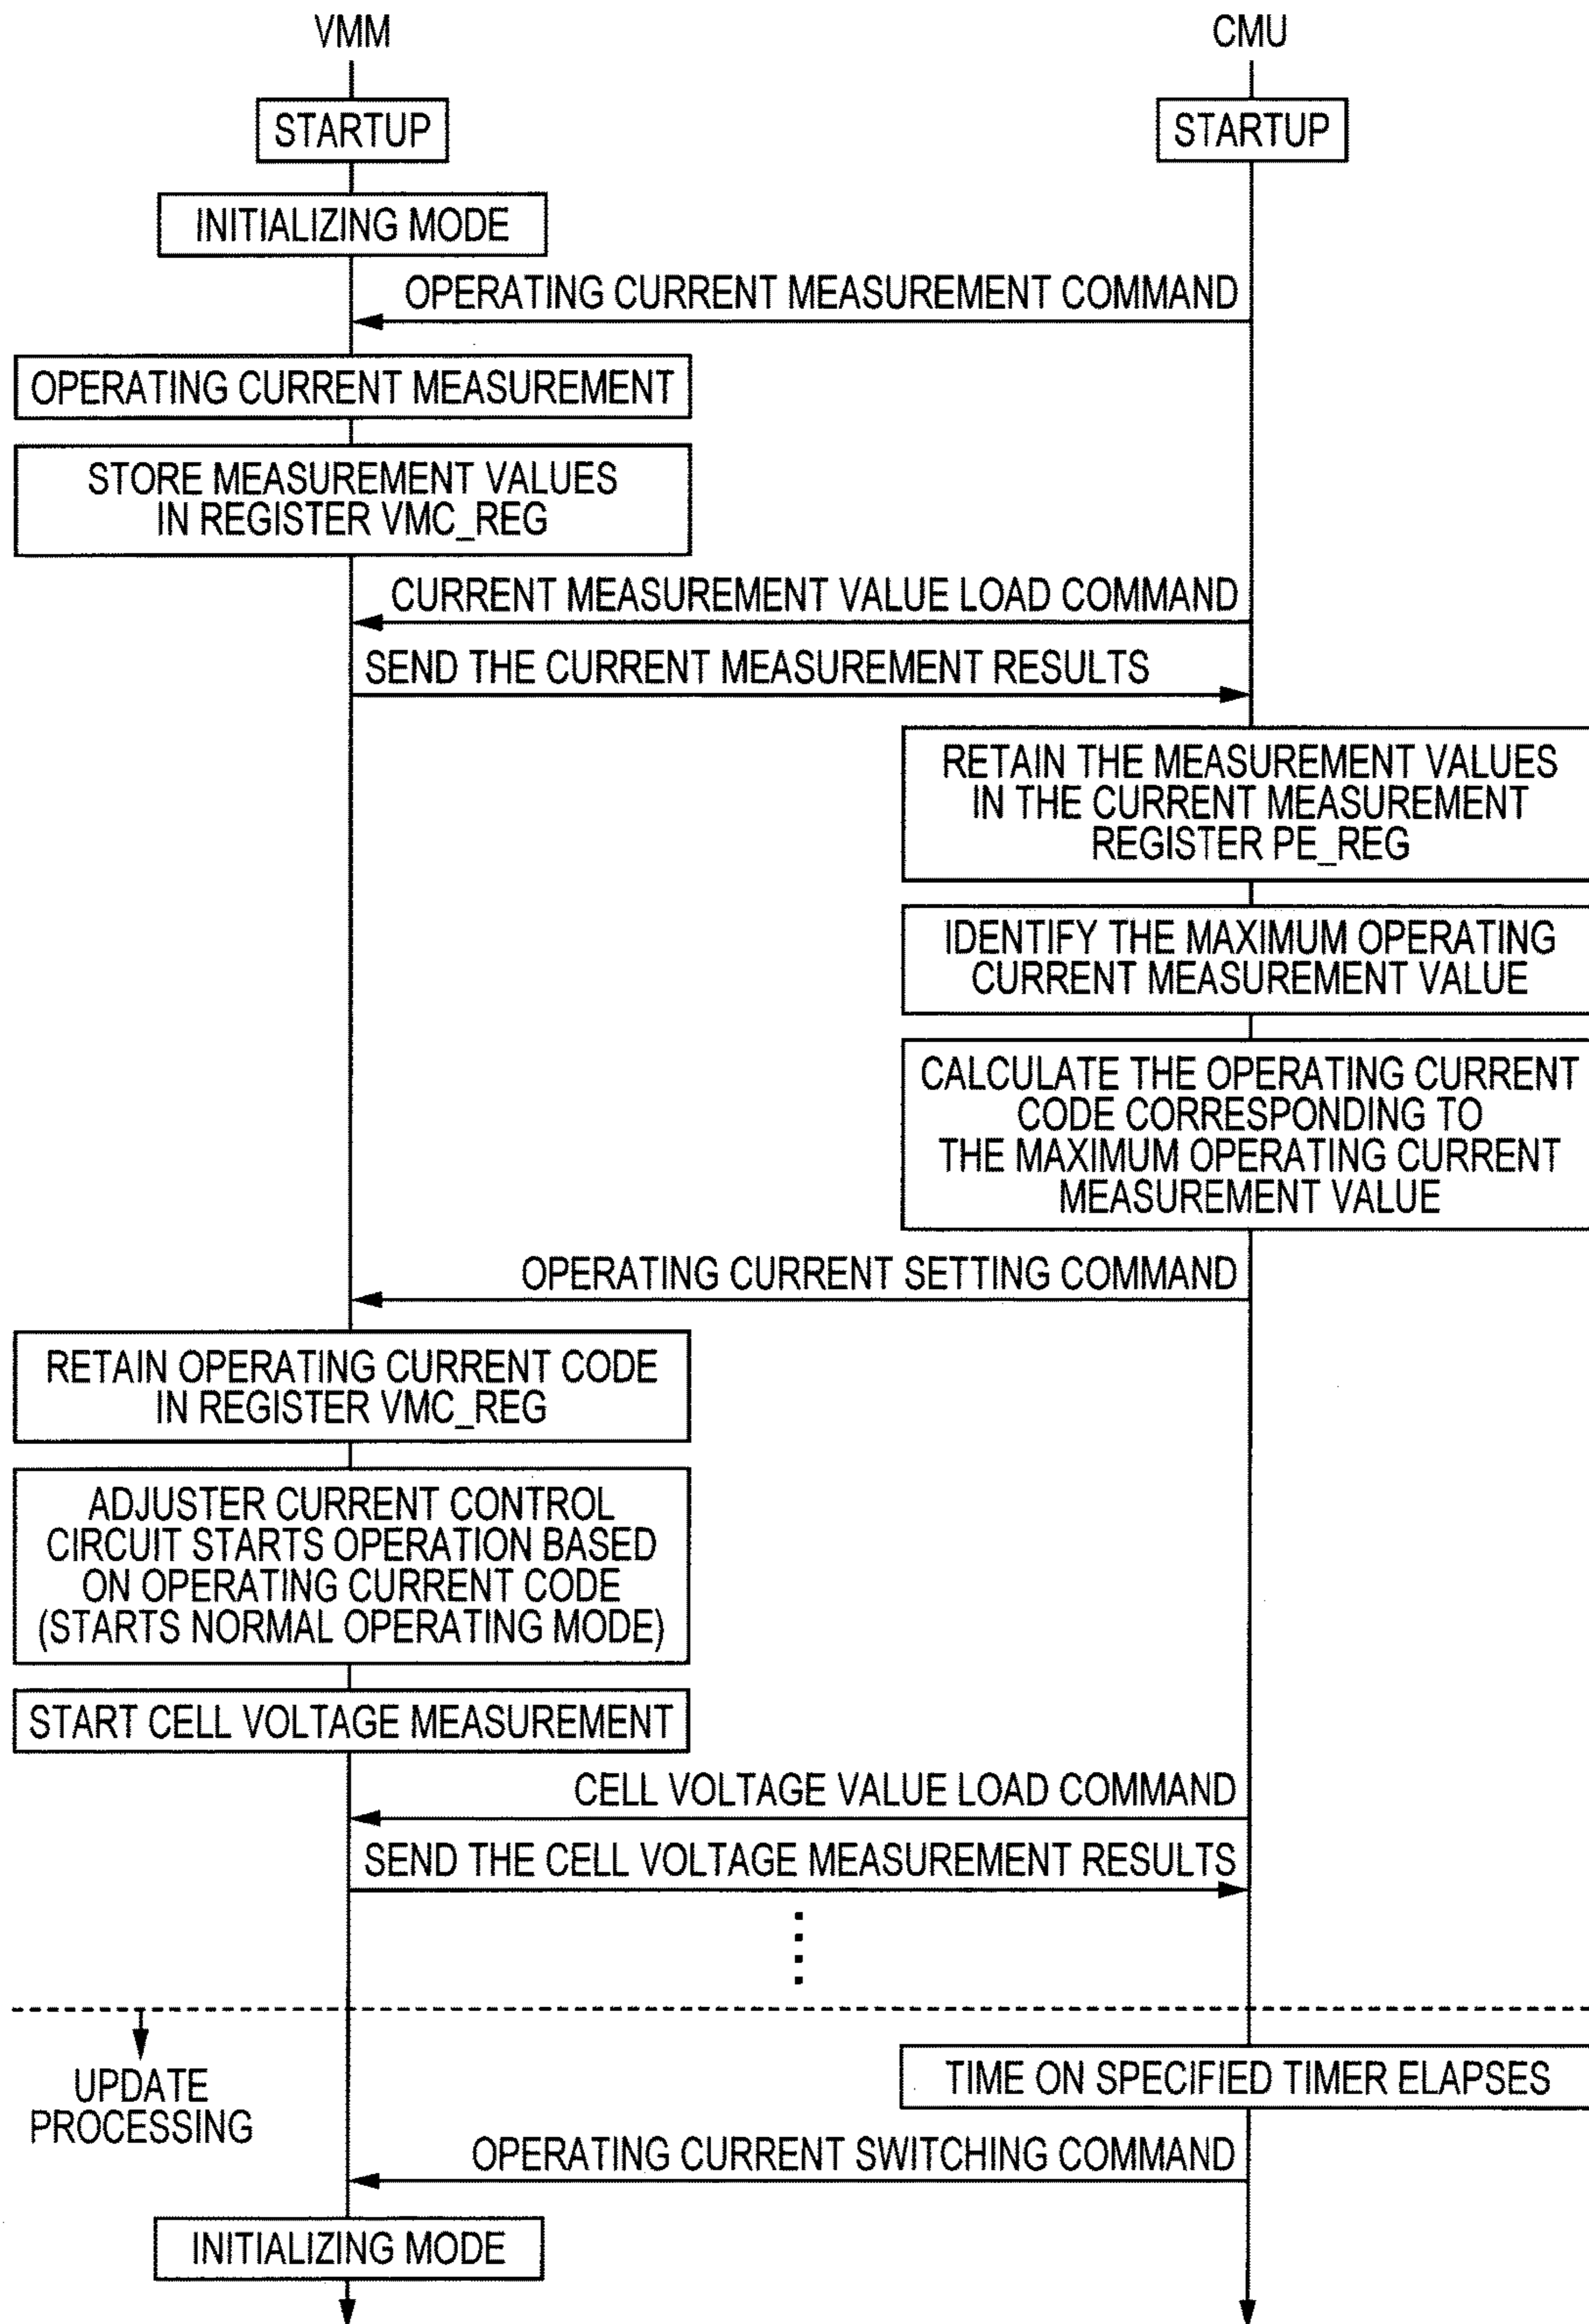 VMM
CMU
STARTUP
STARTUP
INITIALIZING MODE
OPERATING CURRENT MEASUREMENT COMMAND
OPERATING CURRENT MEASUREMENT
STORE MEASUREMENT VALUES
IN REGISTER VMC_REG
CURRENT MEASUREMENT VALUE LOAD COMMAND
SEND THE CURRENT MEASUREMENT RESULTS
RETAIN THE MEASUREMENT VALUES
IN THE CURRENT MEASUREMENT
REGISTER PE_REG
IDENTIFY THE MAXIMUM OPERATING
CURRENT MEASUREMENT VALUE
CALCULATE THE OPERATING CURRENT
CODE CORRESPONDING TO
THE MAXIMUM OPERATING CURRENT
MEASUREMENT VALUE
OPERATING CURRENT SETTING COMMAND
RETAIN OPERATING CURRENT CODE
IN REGISTER VMC_REG
ADJUSTER CURRENT CONTROL
CIRCUIT STARTS OPERATION BASED
ON OPERATING CURRENT CODE
(STARTS NORMAL OPERATING MODE)
START CELL VOLTAGE MEASUREMENT
CELL VOLTAGE VALUE LOAD COMMAND
SEND THE CELL VOLTAGE MEASUREMENT RESULTS
UPDATE
PROCESSING
TIME ON SPECIFIED TIMER ELAPSES
OPERATING CURRENT SWITCHING COMMAND
INITIALIZING MODE